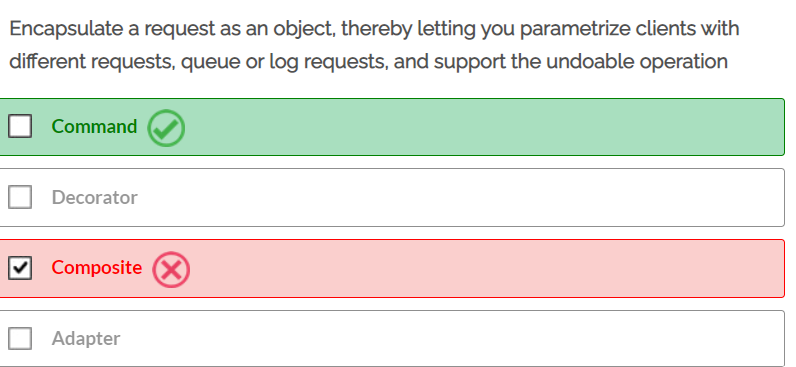 Encapsulate a request as an object, thereby letting you parametrize clients with
different requests, queue or log requests, and support the undoable operation
Command
Decorator
Composite
Adapter